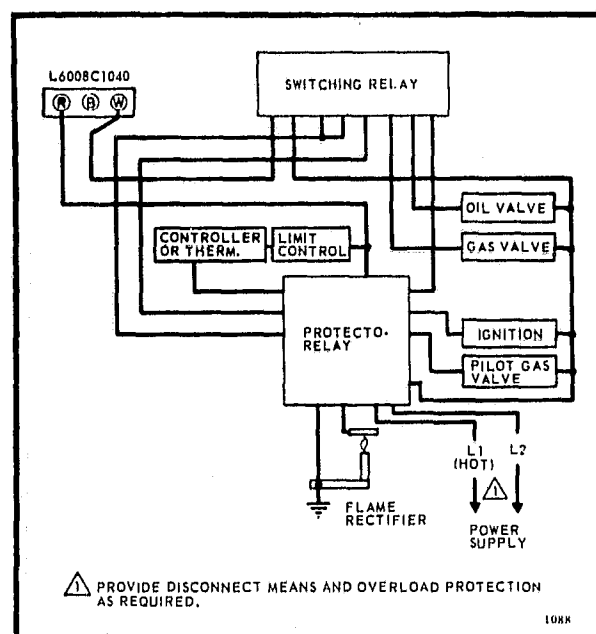 L6008C1040
R B W
SWITCHING RELAY
OIL VALVE
CONTROLLER
OR THERM.
LIMIT
CONTROL
GAS VALVE
PROTECTO-
RELAY
IGNITION
PILOT GAS
VALVE
L1
(HOT)
L2
1
FLAME
RECTIFIER
POWER
SUPPLY
1 PROVIDE DISCONNECT MEANS AND OVERLOAD PROTECTION
AS REQUIRED.
1088